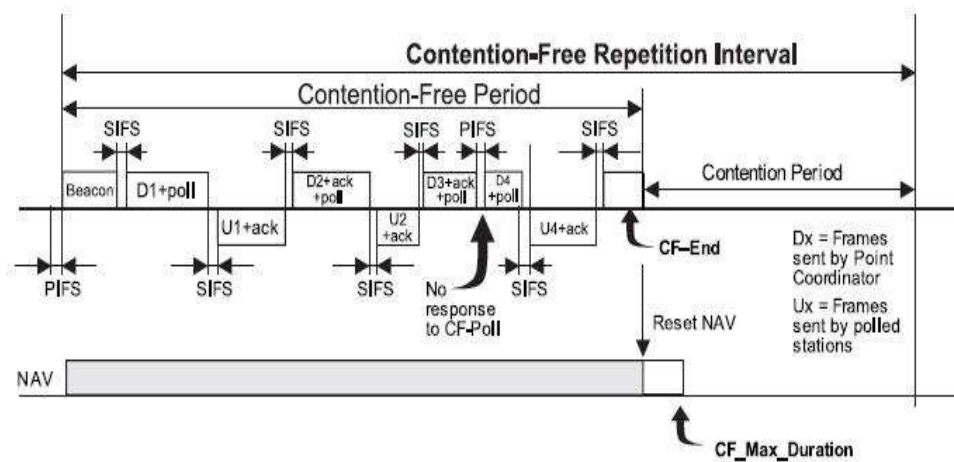 Contention-Free Repetition Interval
Contention-Free Period
SIFS
SIFS
SIFS
PIFS
SIFS
Beacon
D1+poll
D2+ack
+poll
D3+ack
+poll
D4
+poll
Contention Period
U1+ack
U2
+ack
U4+ack
CF-End
Dx = Frames
sent by Point
Coordinator
Ux = Frames
sent by polled
stations
PIFS
SIFS
SIFS
No
response
to CF-Poll
SIFS
Reset NAV
NAV
CF_Max_Duration